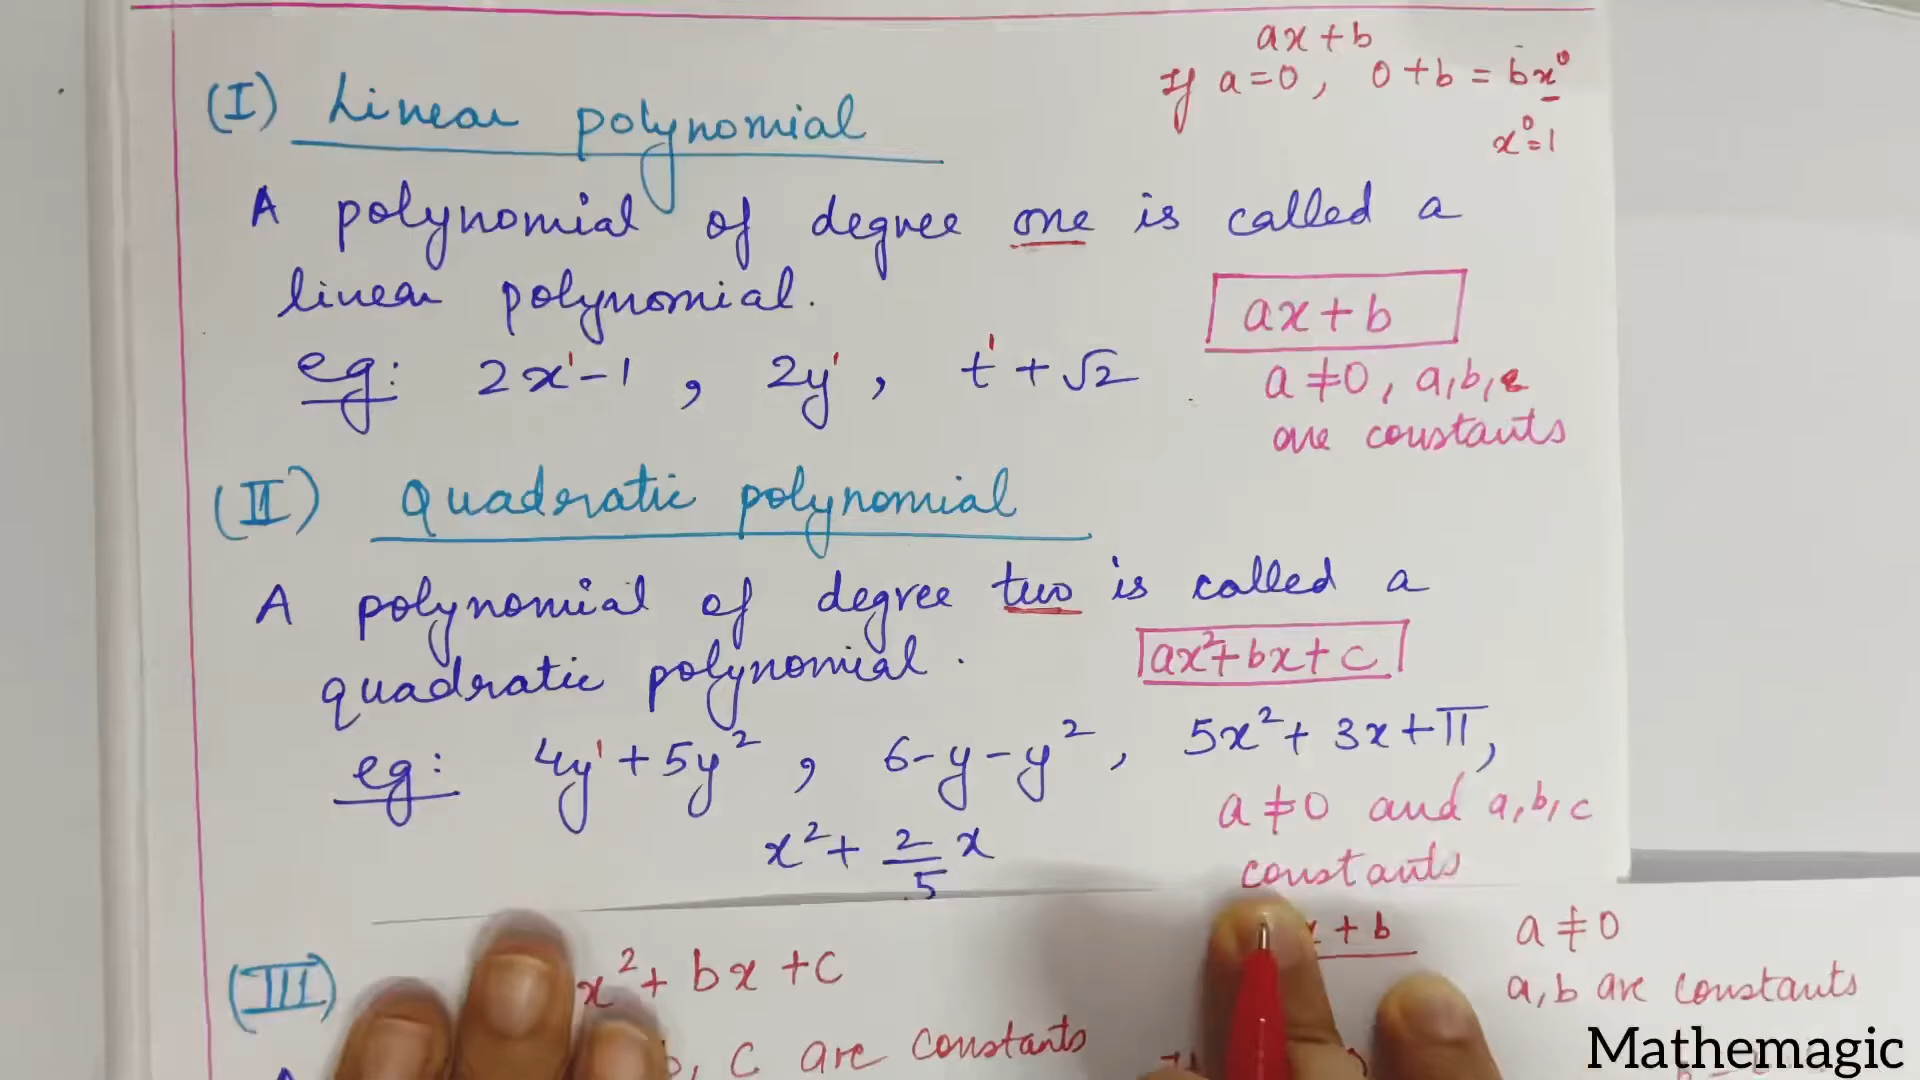 ax+b
If a=0, 0+b = bx⁰
x⁰=1
(I) Linear polynomial
A polynomial of degree one is called a
linear polynomial.
ax+b
eg: 2x¹-1, 2y¹, t¹+√2
a≠0, a,b,
are constants
(II) Quadratic polynomial
A polynomial of degree two is called a
quadratic polynomial.
ax²+bx+c
eg: 4y¹+5y², 6-y-y², 5x²+3x+π,
a≠0 and a,b,c
x²+2/5 x
constants
+ b
a≠0
(III)
x²+bx+c
a,b are constants
b, c are constants
Mathemagic